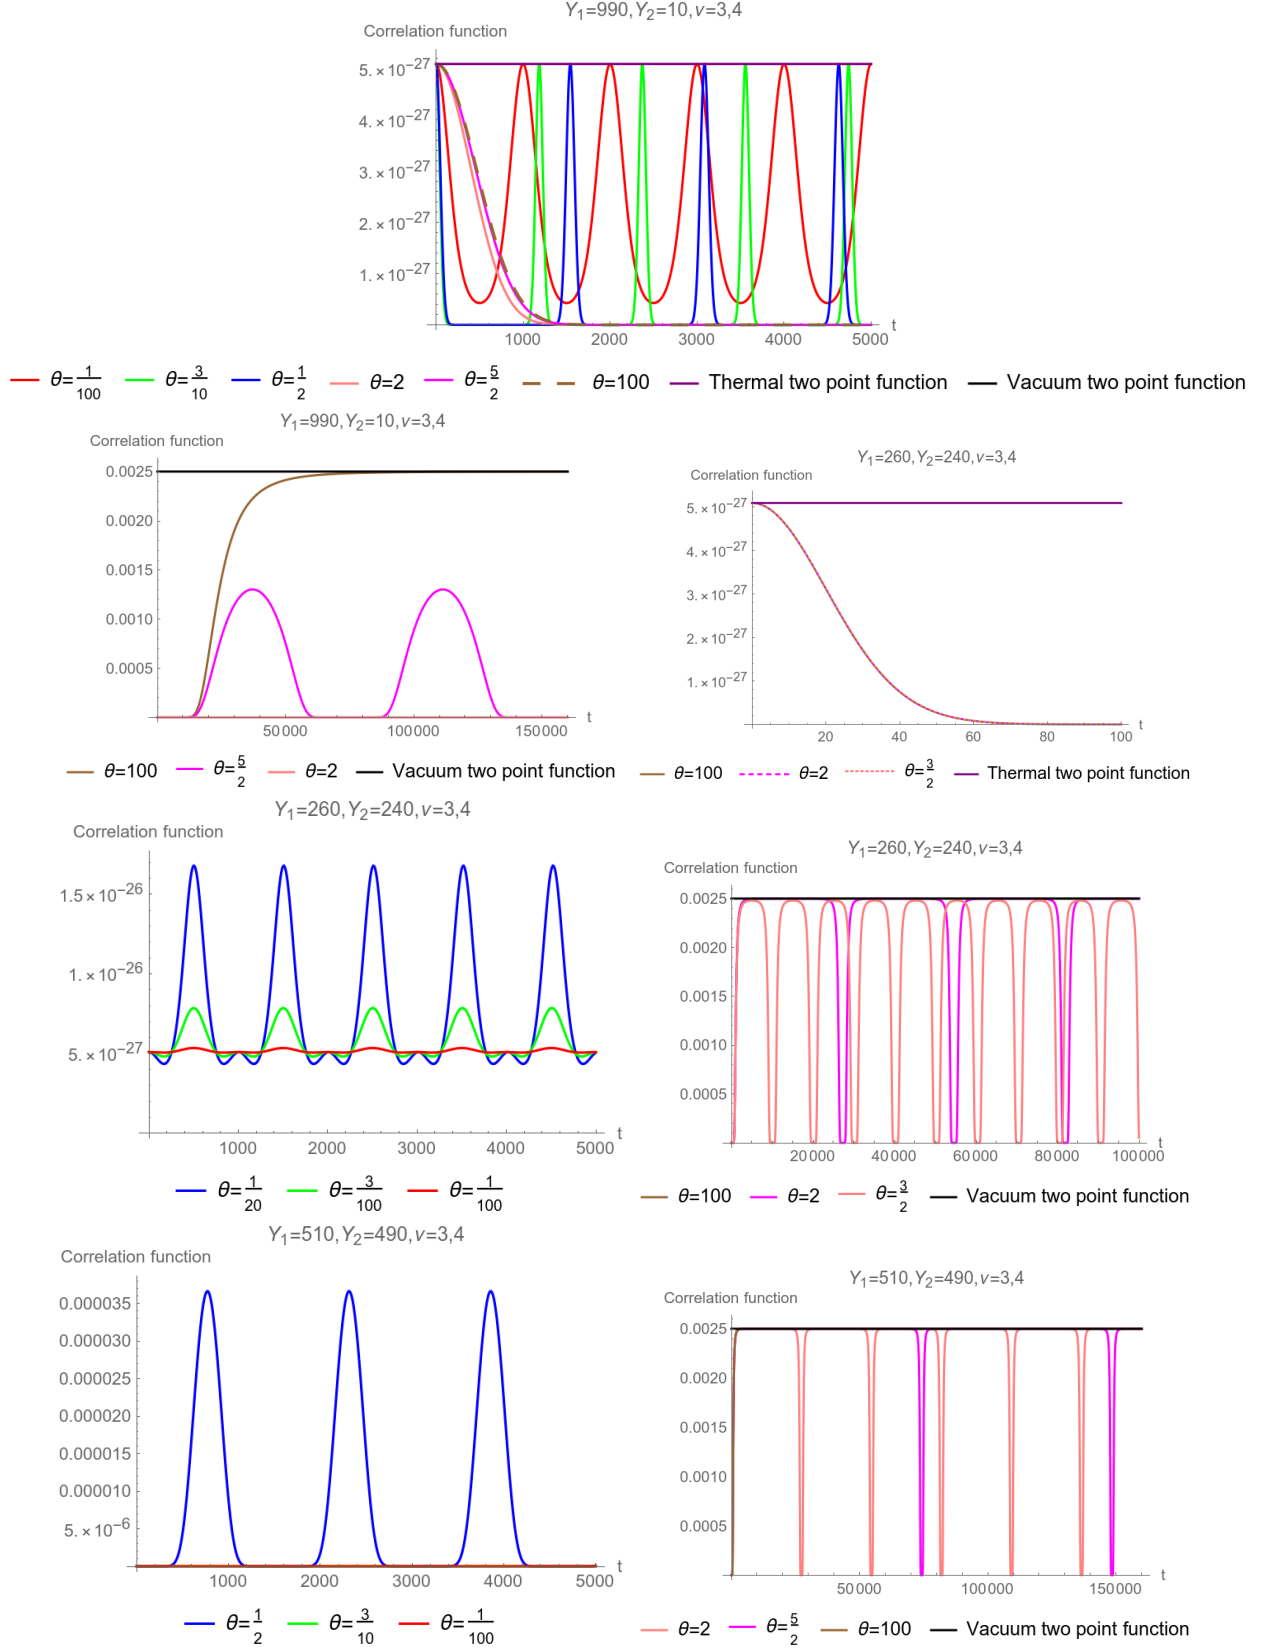 Y₁=990,Y₂=10,ν=3,4
Correlation function
5.×10⁻²⁷
4.×10⁻²⁷
3.×10⁻²⁷
2.×10⁻²⁷
1.×10⁻²⁷
1000 2000 3000 4000 5000 t
θ=1/100 θ=3/10 θ=1/2 θ=2 θ=5/2 θ=100 Thermal two point function Vacuum two point function
Y₁=990,Y₂=10,ν=3,4
Correlation function
0.0025
0.0020
0.0015
0.0010
0.0005
50000 100000 150000 t
θ=100 θ=5/2 θ=2 Vacuum two point function
Y₁=260,Y₂=240,ν=3,4
Correlation function
5.×10⁻²⁷
4.×10⁻²⁷
3.×10⁻²⁷
2.×10⁻²⁷
1.×10⁻²⁷
20 40 60 80 100 t
θ=100 θ=2 θ=3/2 Thermal two point function
Y₁=260,Y₂=240,ν=3,4
Correlation function
1.5×10⁻²⁶
1.×10⁻²⁶
5.×10⁻²⁷
1000 2000 3000 4000 5000 t
θ=1/20 θ=3/100 θ=1/100
Y₁=260,Y₂=240,ν=3,4
Correlation function
0.0025
0.0020
0.0015
0.0010
0.0005
20000 40000 60000 80000 100000 t
θ=100 θ=2 θ=3/2 Vacuum two point function
Y₁=510,Y₂=490,ν=3,4
Correlation function
0.000035
0.000030
0.000025
0.000020
0.000015
0.000010
5.×10⁻⁶
1000 2000 3000 4000 5000 t
θ=1/2 θ=3/10 θ=1/100
Y₁=510,Y₂=490,ν=3,4
Correlation function
0.0025
0.0020
0.0015
0.0010
0.0005
50000 100000 150000 t
θ=2 θ=5/2 θ=100 Vacuum two point function